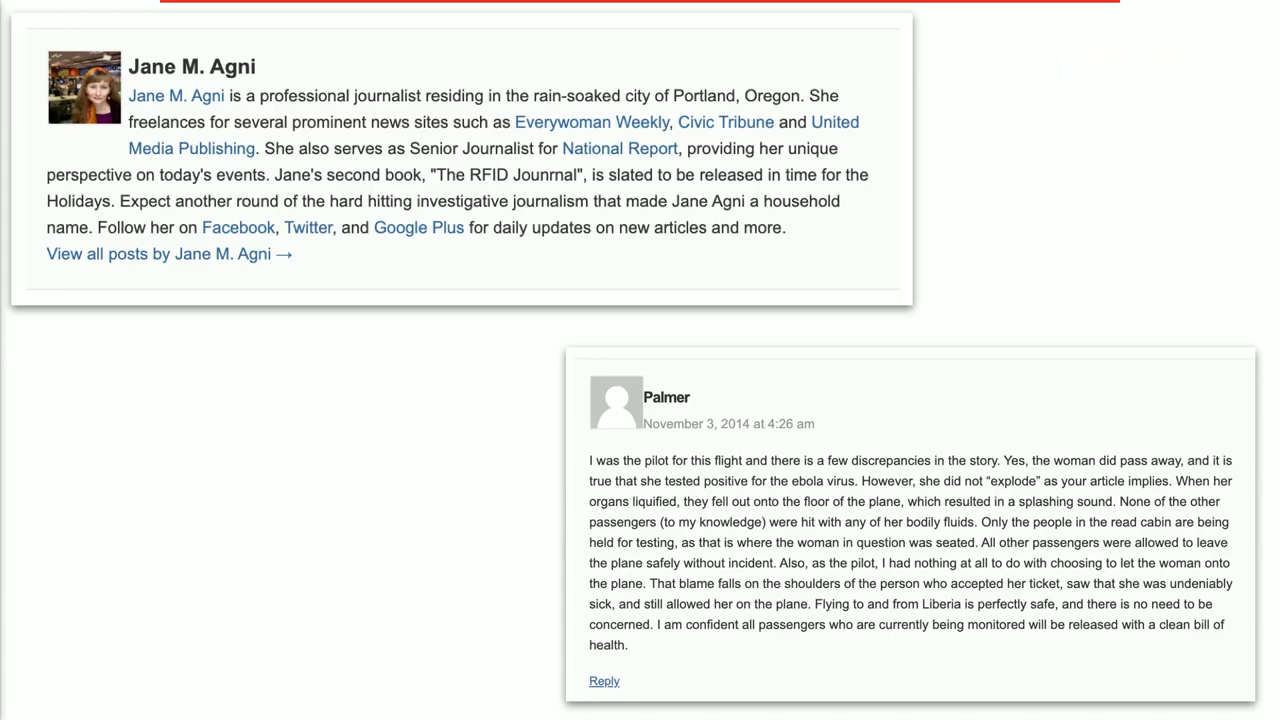 Jane M. Agni
Jane M. Agni is a professional journalist residing in the rain-soaked city of Portland, Oregon. She
freelances for several prominent news sites such as Everywoman Weekly, Civic Tribune and United
Media Publishing. She also serves as Senior Journalist for National Report, providing her unique
perspective on today's events. Jane's second book, "The RFID Jounrnal", is slated to be released in time for the
Holidays. Expect another round of the hard hitting investigative journalism that made Jane Agni a household
name. Follow her on Facebook, Twitter, and Google Plus for daily updates on new articles and more.
View all posts by Jane M. Agni →
Palmer
November 3, 2014 at 4:26 am
I was the pilot for this flight and there is a few discrepancies in the story. Yes, the woman did pass away, and it is
true that she tested positive for the ebola virus. However, she did not “explode” as your article implies. When her
organs liquified, they fell out onto the floor of the plane, which resulted in a splashing sound. None of the other
passengers (to my knowledge) were hit with any of her bodily fluids. Only the people in the read cabin are being
held for testing, as that is where the woman in question was seated. All other passengers were allowed to leave
the plane safely without incident. Also, as the pilot, I had nothing at all to do with choosing to let the woman onto
the plane. That blame falls on the shoulders of the person who accepted her ticket, saw that she was undeniably
sick, and still allowed her on the plane. Flying to and from Liberia is perfectly safe, and there is no need to be
concerned. I am confident all passengers who are currently being monitored will be released with a clean bill of
health.
Reply